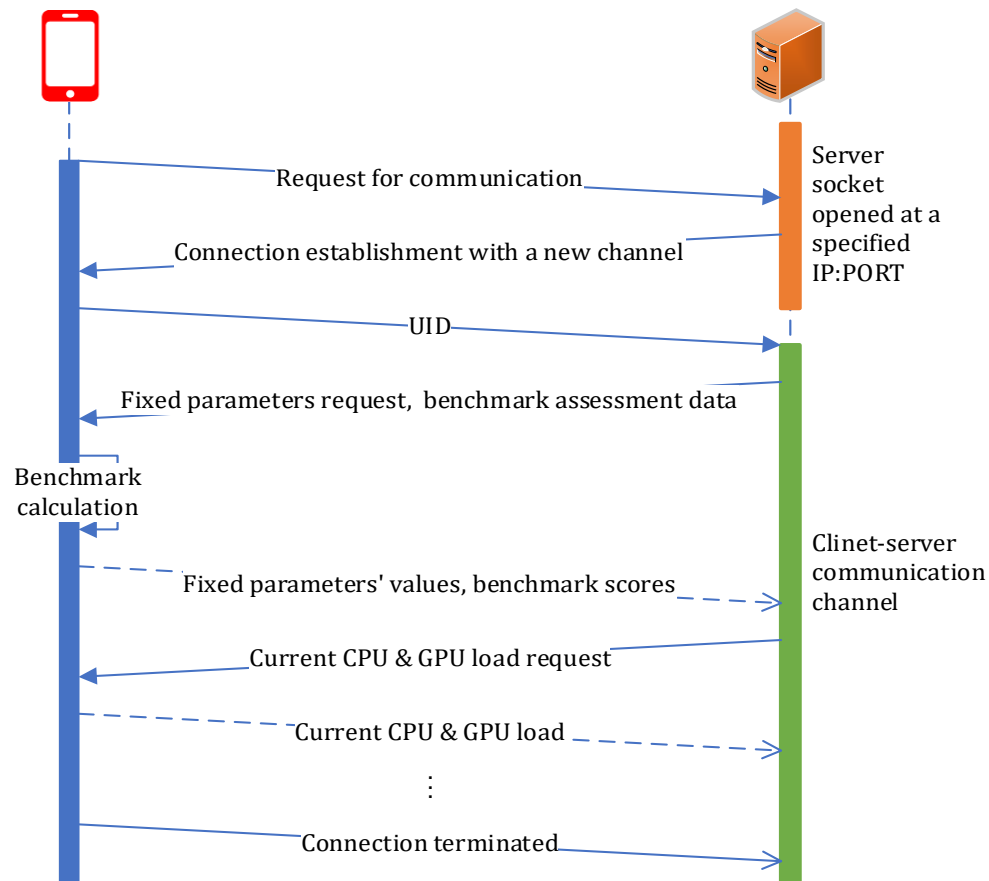 Request for communication
Server
socket
opened at a
specified
IP:PORT
Connection establishment with a new channel
UID
Fixed parameters request,  benchmark assessment data
Benchmark
calculation
Fixed parameters' values, benchmark scores
Clinet-server
communication
channel
Current CPU & GPU load request
Current CPU & GPU load
⋮
Connection terminated